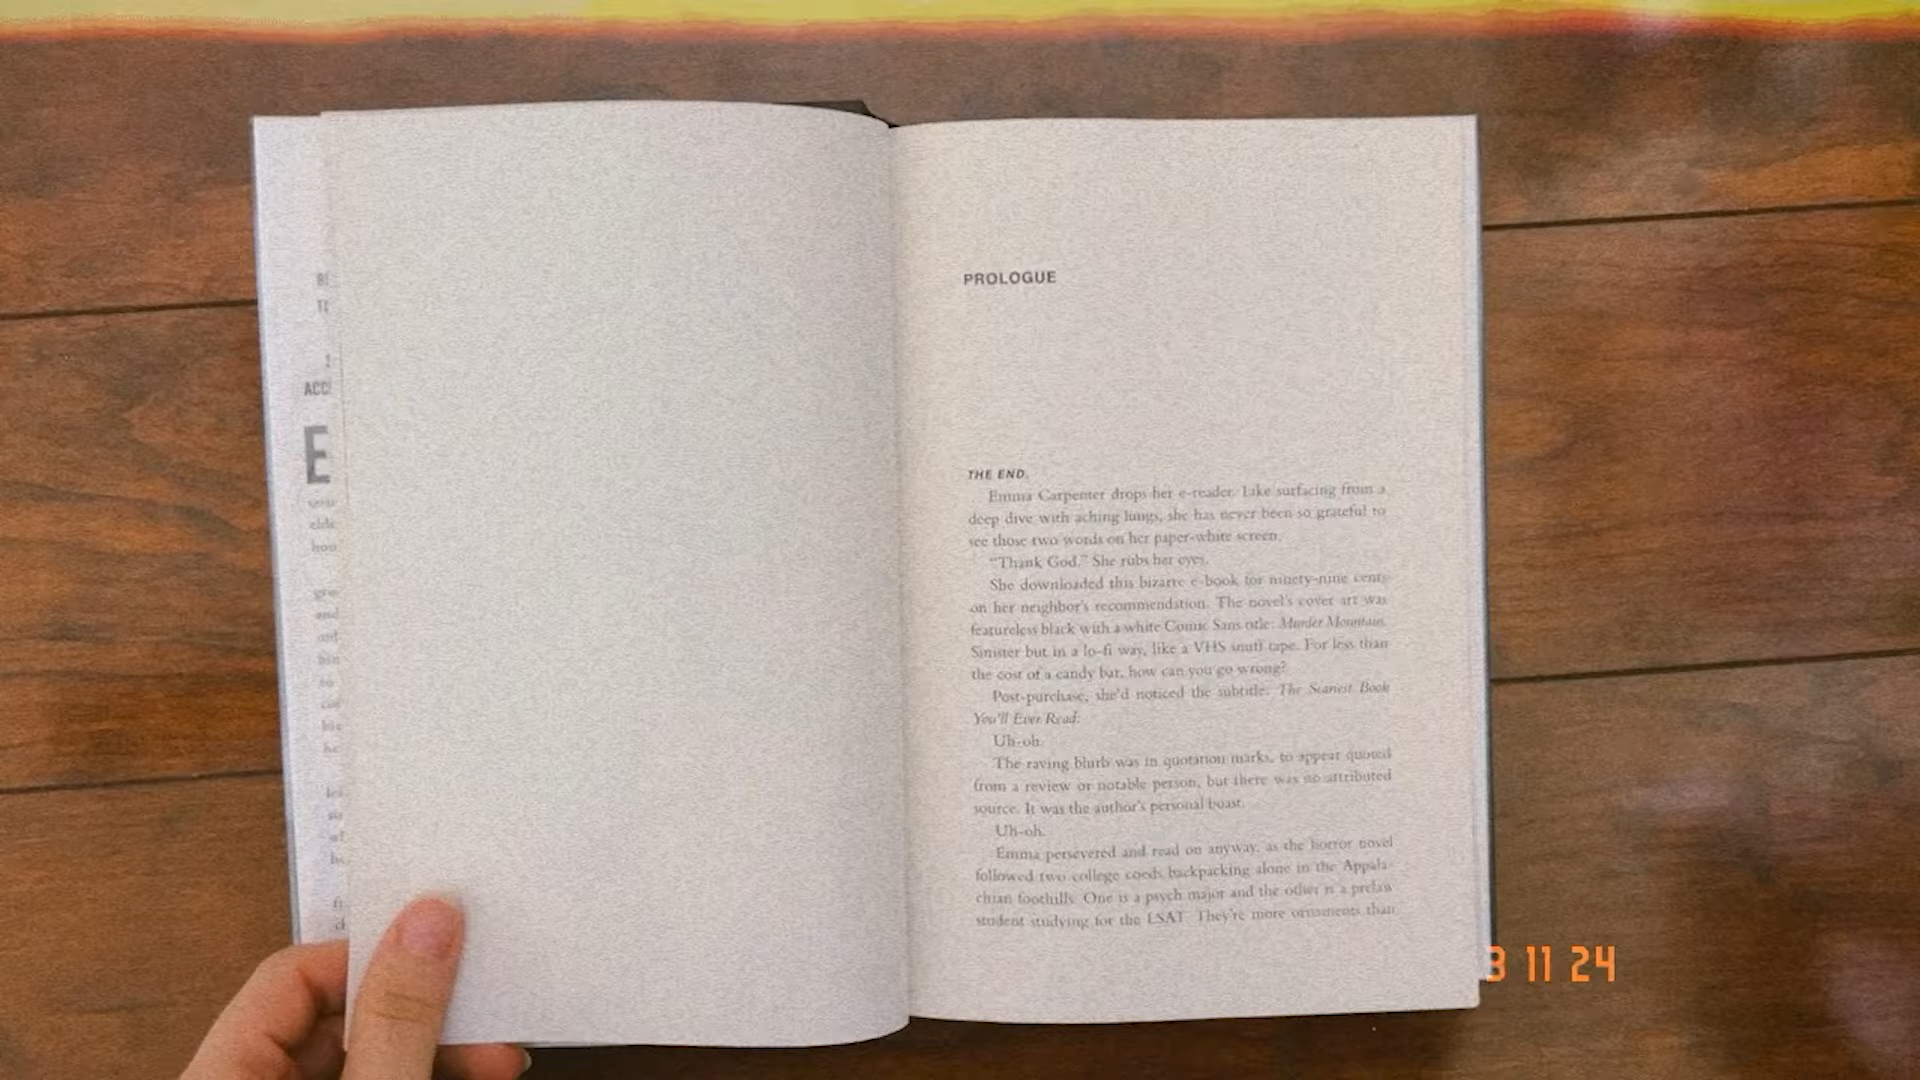 PROLOGUE
THE END.
Emma Carpenter drops her e-reader. Like surfacing from a
deep dive with aching lungs, she has never been so grateful to
see those two words on her paper-white screen.
“Thank God.” She rubs her eyes.
She downloaded this bizarre e-book for ninety-nine cents
on her neighbor's recommendation. The novel's cover art was
featureless black with a white Comic Sans title: Murder Mountain.
Sinister but in a lo-fi way, like a VHS snuff tape. For less than
the cost of a candy bar, how can you go wrong?
Post-purchase, she'd noticed the subtitle: The Scariest Book
You'll Ever Read.
Uh-oh.
The raving blurb was in quotation marks, to appear quoted
from a review or notable person, but there was no attributed
source. It was the author's personal boast.
Uh-oh.
Emma persevered and read on anyway, as the horror novel
followed two college coeds backpacking alone in the Appala-
chian foothills. One is a psych major and the other is a prelaw
student studying for the LSAT. They're more ornaments than
3 11 24